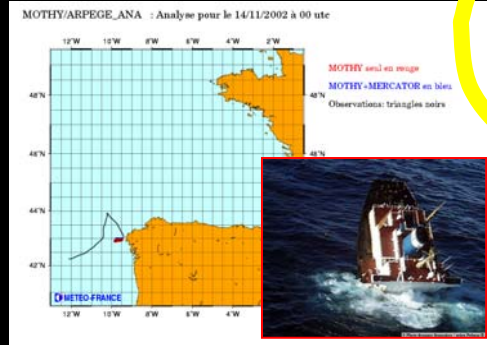 MOTHY/ARPEGE_ANA : Analyse pour le 14/11/2002 à 00 utc
12°W 10°W 8°W 6°W 4°W 2°W
MOTHY seul en rouge
MOTHY+MERCATOR en bleu
Observations: triangles noirs
48°N 48°N
46°N 46°N
44°N 44°N
42°N
METEO-FRANCE
12°W 10°W 8°W 6°W 4°W